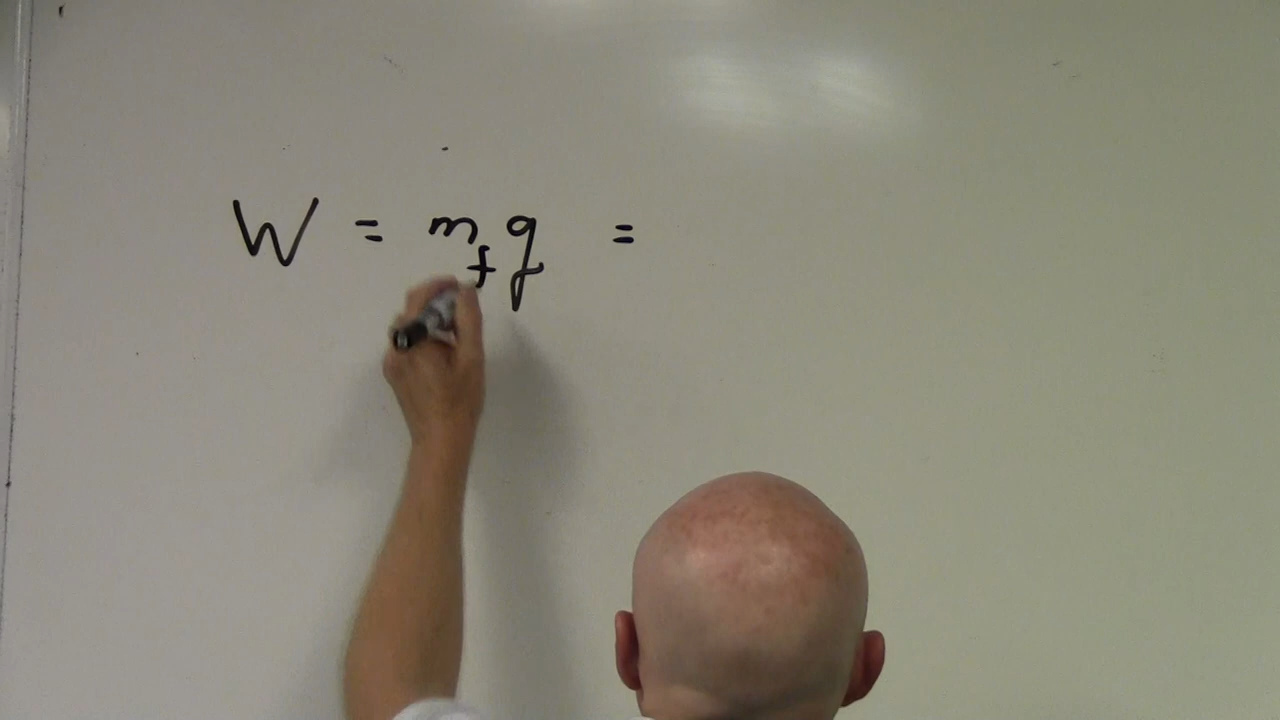 W = m_f g =